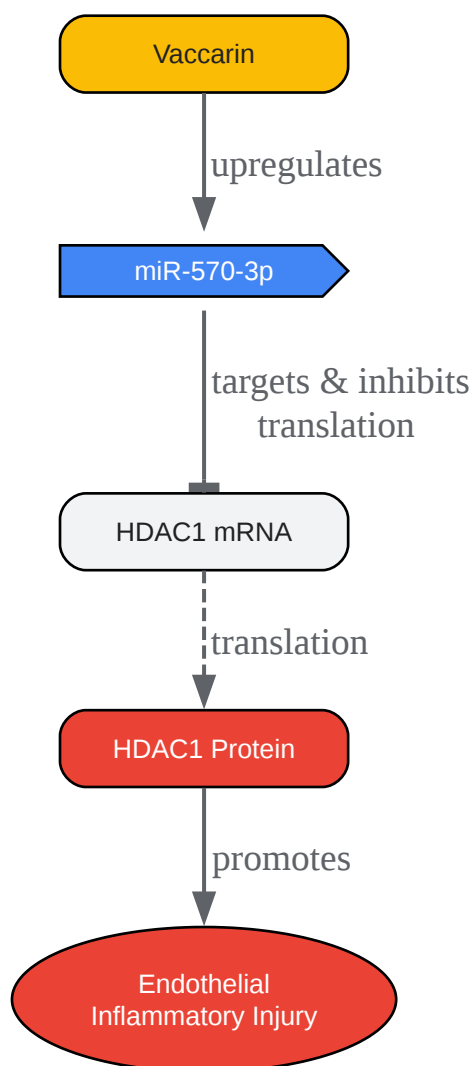 Vaccarin
upregulates
miR-570-3p
targets & inhibits
translation
HDAC1 mRNA
translation
HDAC1 Protein
promotes
Endothelial
Inflammatory Injury